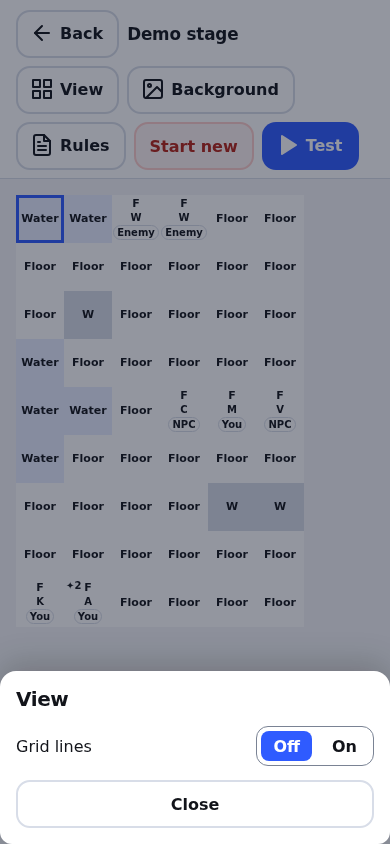 Back Demo stage
View Background
Rules Start new Test
Water Water F W Enemy F W Enemy Floor Floor
Floor Floor Floor Floor Floor Floor
Floor W Floor Floor Floor Floor
Water Floor Floor Floor Floor Floor
Water Water Floor F C NPC F M You F V NPC
Water Floor Floor Floor Floor Floor
Floor Floor Floor Floor W W
Floor Floor Floor Floor Floor Floor
F K You +2 F A You Floor Floor Floor Floor
View
Grid lines Off On
Close